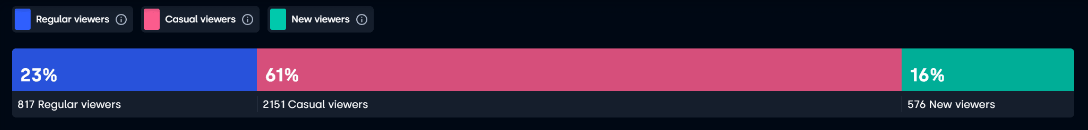 Regular viewers
Casual viewers
New viewers
23%
61%
16%
817 Regular viewers
2151 Casual viewers
576 New viewers